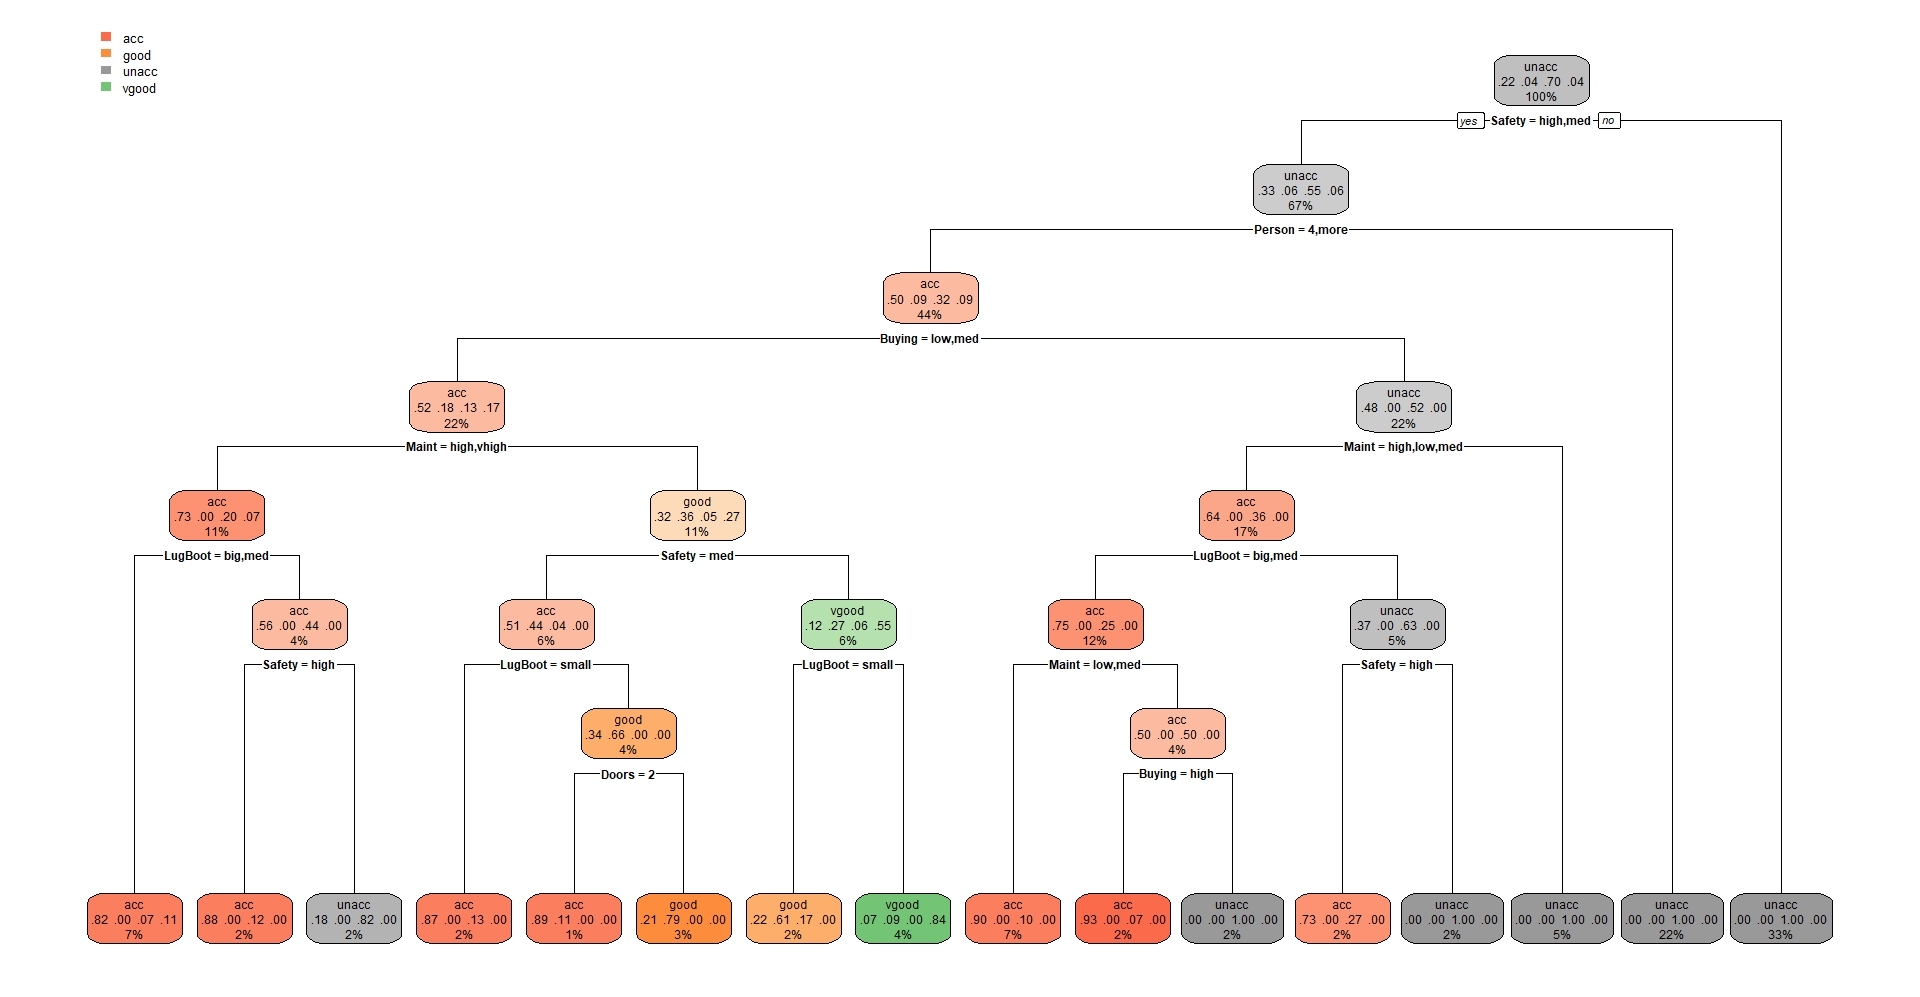 acc
good
unacc
vgood
unacc
.22 .04 .70 .04
100%
yes Safety = high,med no
unacc
.33 .06 .55 .06
67%
Person = 4,more
acc
.50 .09 .32 .09
44%
Buying = low,med
acc
.52 .18 .13 .17
22%
unacc
.48 .00 .52 .00
22%
Maint = high,vhigh
Maint = high,low,med
acc
.73 .00 .20 .07
11%
good
.32 .36 .05 .27
11%
acc
.64 .00 .36 .00
17%
LugBoot = big,med
Safety = med
LugBoot = big,med
acc
.56 .00 .44 .00
4%
acc
.51 .44 .04 .00
6%
vgood
.12 .27 .06 .55
6%
acc
.75 .00 .25 .00
12%
unacc
.37 .00 .63 .00
5%
Safety = high
LugBoot = small
LugBoot = small
Maint = low,med
Safety = high
good
.34 .66 .00 .00
4%
acc
.50 .00 .50 .00
4%
Doors = 2
Buying = high
acc
.82 .00 .07 .11
7%
acc
.88 .00 .12 .00
2%
unacc
.18 .00 .82 .00
2%
acc
.87 .00 .13 .00
2%
acc
.89 .11 .00 .00
1%
good
.21 .79 .00 .00
3%
good
.22 .61 .17 .00
2%
vgood
.07 .09 .00 .84
4%
acc
.90 .00 .10 .00
7%
acc
.93 .00 .07 .00
2%
unacc
.00 .00 1.00 .00
2%
acc
.73 .00 .27 .00
2%
unacc
.00 .00 1.00 .00
2%
unacc
.00 .00 1.00 .00
5%
unacc
.00 .00 1.00 .00
22%
unacc
.00 .00 1.00 .00
33%